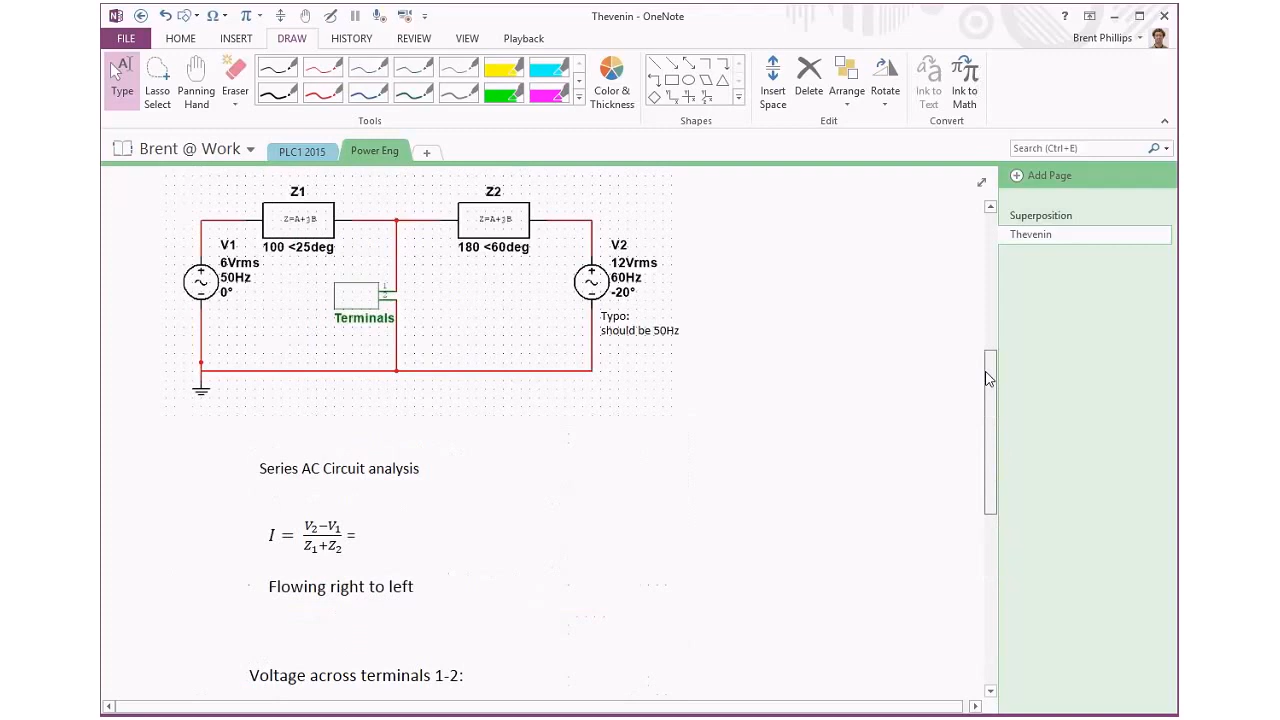 Thevenin - OneNote
?
FILE
HOME
INSERT
DRAW
HISTORY
REVIEW
VIEW
Playback
Brent Phillips
Type
Lasso Select
Panning Hand
Eraser
Color & Thickness
Insert Space
Delete
Arrange
Rotate
Ink to Text
Ink to Math
Tools
Shapes
Edit
Convert
Brent @ Work
PLC1 2015
Power Eng
Search (Ctrl+E)
Add Page
Superposition
Thevenin
Z1
Z2
Z=A+jB
Z=A+jB
100 <25deg
180 <60deg
V1
6Vrms
50Hz
0°
V2
12Vrms
60Hz
-20°
1
2
Terminals
Typo:
should be 50Hz
Series AC Circuit analysis
I = (V₂−V₁)/(Z₁+Z₂) =
Flowing right to left
Voltage across terminals 1-2: